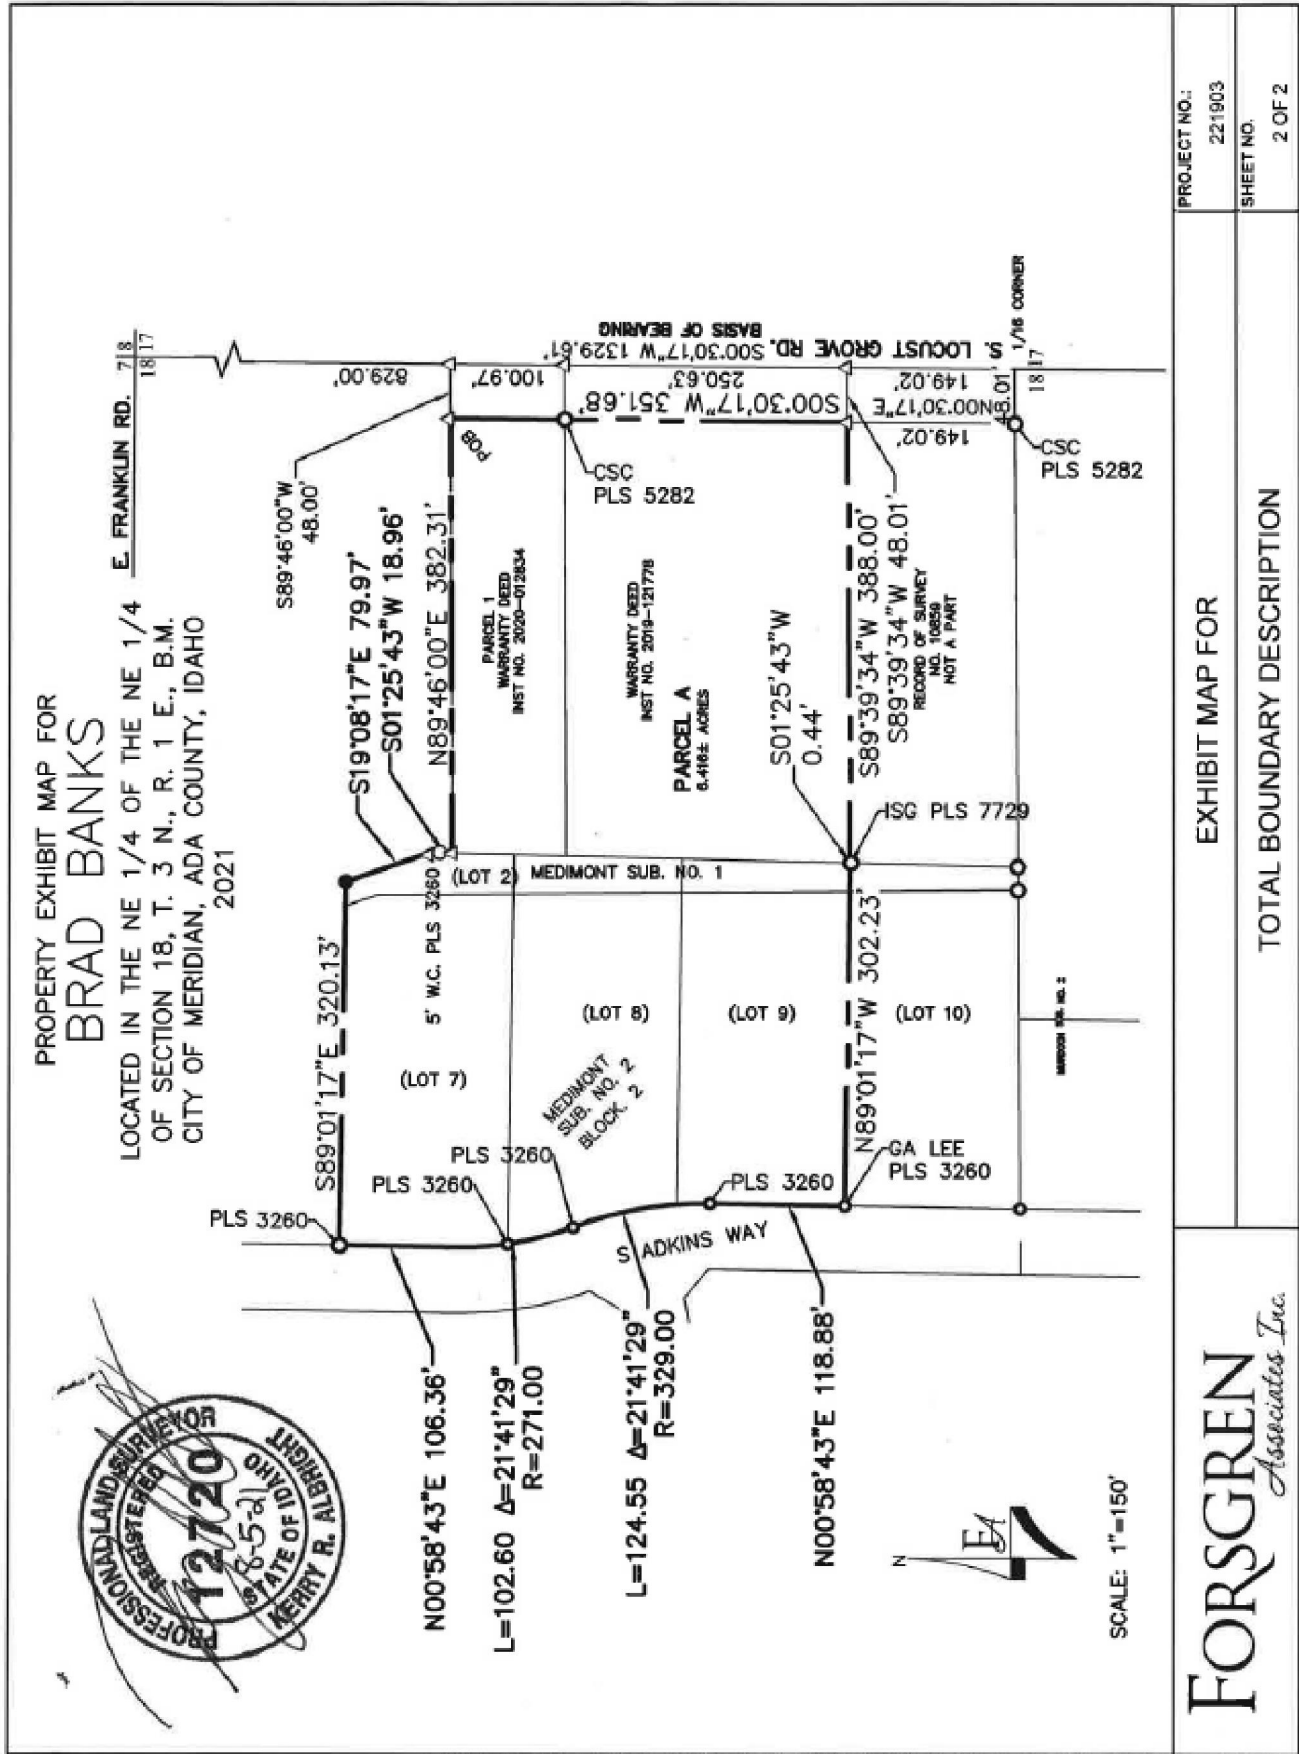 PROPERTY EXHIBIT MAP FOR
BRAD BANKS
LOCATED IN THE NE 1/4 OF THE NE 1/4
OF SECTION 18, T. 3 N., R. 1 E., B.M.
CITY OF MERIDIAN, ADA COUNTY, IDAHO
2021
PROFESSIONAL LAND SURVEYOR
REGISTERED
12720
8-5-21
STATE OF IDAHO
KERRY R. ALBRIGHT
E. FRANKLIN RD.
7 8
18 17
S89°46'00"W
48.00'
829.00'
S19°08'17"E 79.97'
S01°25'43"W 18.96'
S89°01'17"E 320.13'
N89°46'00"E 382.31'
POB
100.97'
PLS 3260
5' W.C. PLS 3260
(LOT 2)
MEDIMONT SUB. NO. 1
PARCEL 1
WARRANTY DEED
INST NO. 2020-012834
CSC
PLS 5282
S. LOCUST GROVE RD.
S00°30'17"W 1329.61'
BASIS OF BEARING
S00°30'17"W 351.68'
250.63'
(LOT 7)
PLS 3260
PLS 3260
N00°58'43"E 106.36'
L=102.60 Δ=21°41'29"
R=271.00
MEDIMONT
SUB. NO. 2
BLOCK. 2
(LOT 8)
WARRANTY DEED
INST NO. 2019-121778
PARCEL A
6.416± ACRES
S ADKINS WAY
L=124.55 Δ=21°41'29"
R=329.00
PLS 3260
(LOT 9)
S01°25'43"W
0.44'
N00°58'43"E 118.88'
N89°01'17"W 302.23'
S89°39'34"W 388.00'
S89°39'34"W 48.01'
GA LEE
PLS 3260
(LOT 10)
ISG PLS 7729
RECORD OF SURVEY
NO. 10859
NOT A PART
N00°30'17"E
149.02'
149.02'
48.01'
1/16 CORNER
18 17
CSC
PLS 5282
N
FA
SCALE: 1"=150'
FORSGREN
Associates Inc.
EXHIBIT MAP FOR
TOTAL BOUNDARY DESCRIPTION
PROJECT NO.:
221903
SHEET NO.
2 OF 2